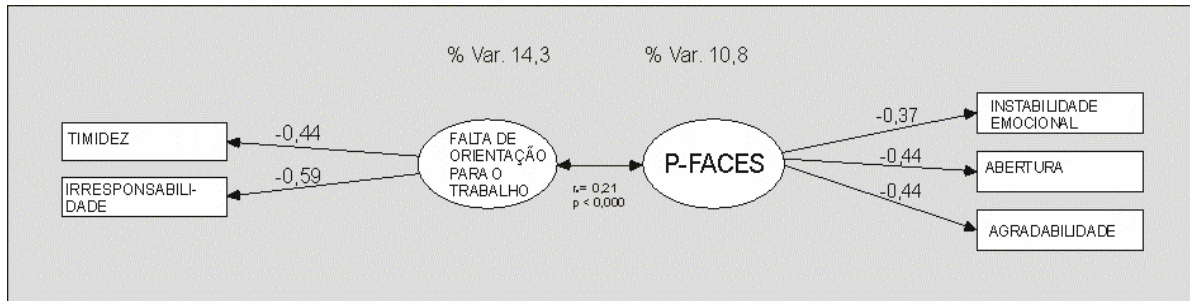 % Var. 14,3
% Var. 10,8
TIMIDEZ
-0,44
IRRESPONSABILI-
DADE
-0,59
FALTA DE
ORIENTAÇÃO
PARA O
TRABALHO
r= 0,21
p < 0,000
P-FACES
-0,37
INSTABILIDADE
EMOCIONAL
-0,44
ABERTURA
-0,44
AGRADABILIDADE